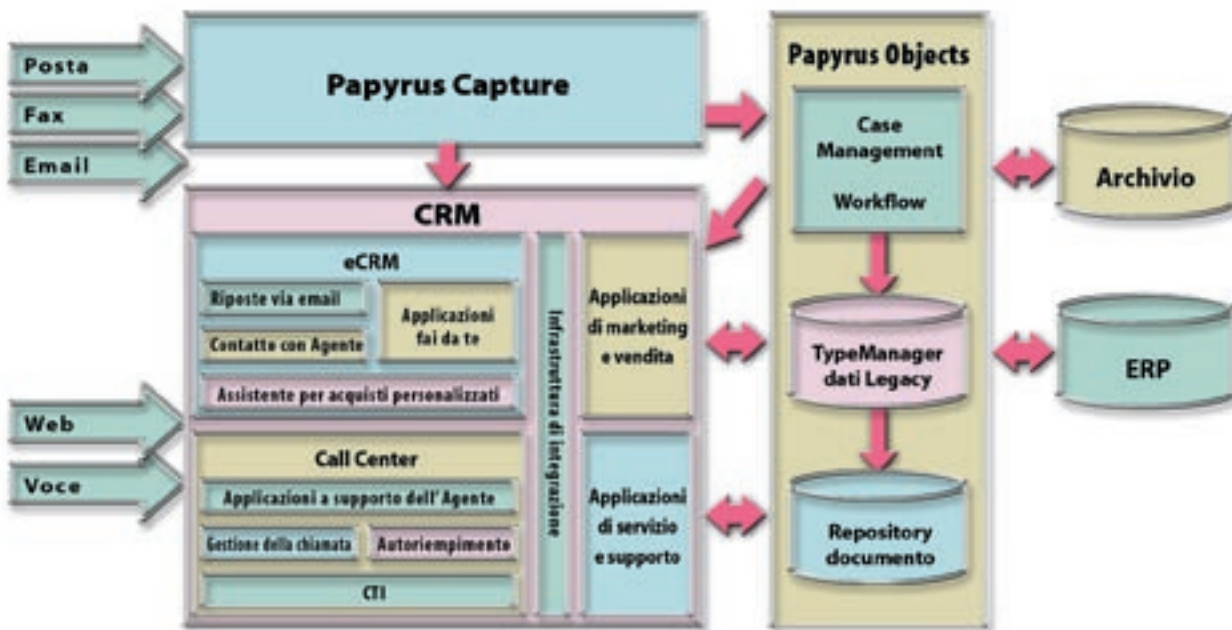 Posta
Fax
Email
Papyrus Capture
Papyrus Objects
Case
Management
Workflow
Archivio
CRM
eCRM
Riposte via email
Contatto con Agente
Applicazioni
fai da te
Assistente per acquisti personalizzati
Infrastruttura di integrazione
Applicazioni
di marketing
e vendita
TypeManager
dati Legacy
ERP
Web
Voce
Call Center
Applicazioni a supporto dell' Agente
Gestione della chiamata
Autoriempimento
CTI
Applicazioni
di servizio
e supporto
Repository
documento